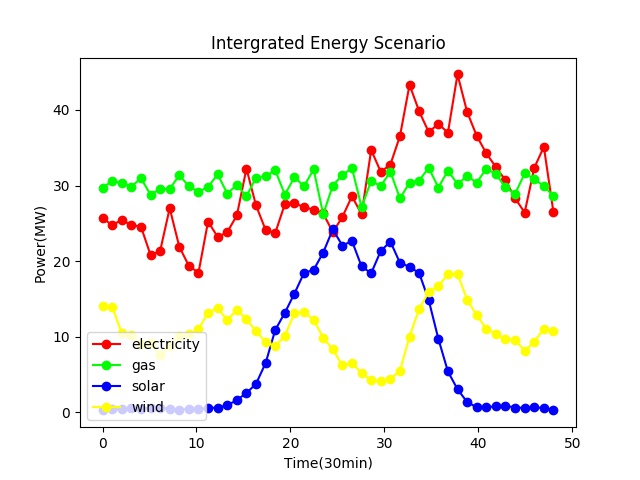 Intergrated Energy Scenario
Power(MW)
40
30
20
10
0
electricity
gas
solar
wind
0 10 20 30 40 50
Time(30min)